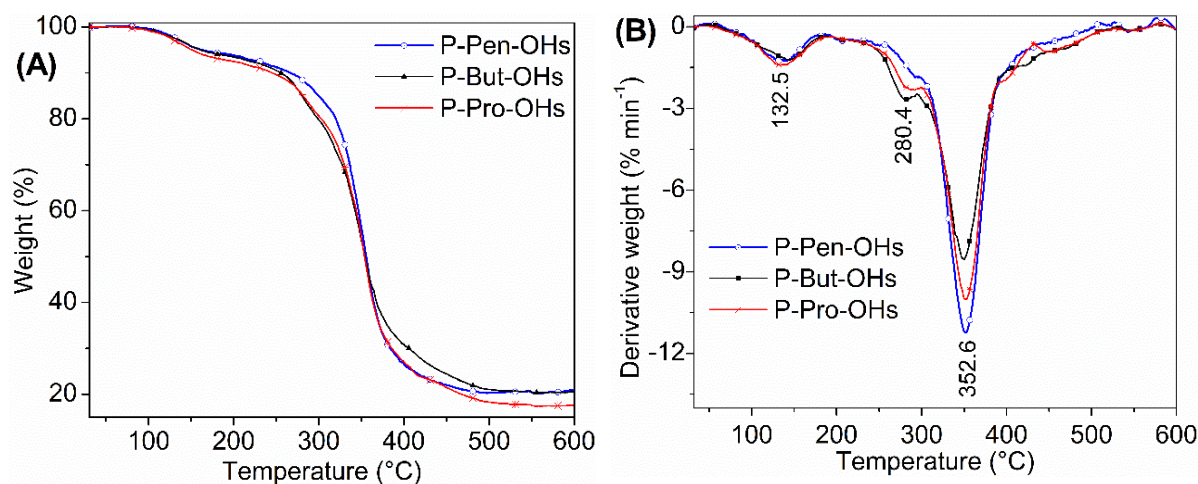 (A)
P-Pen-OHs
P-But-OHs
P-Pro-OHs
Weight (%)
100
80
60
40
20
100 200 300 400 500 600
Temperature (°C)
(B)
Derivative weight (% min⁻¹)
0
-3
-6
-9
-12
132.5
280.4
352.6
P-Pen-OHs
P-But-OHs
P-Pro-OHs
100 200 300 400 500 600
Temperature (°C)